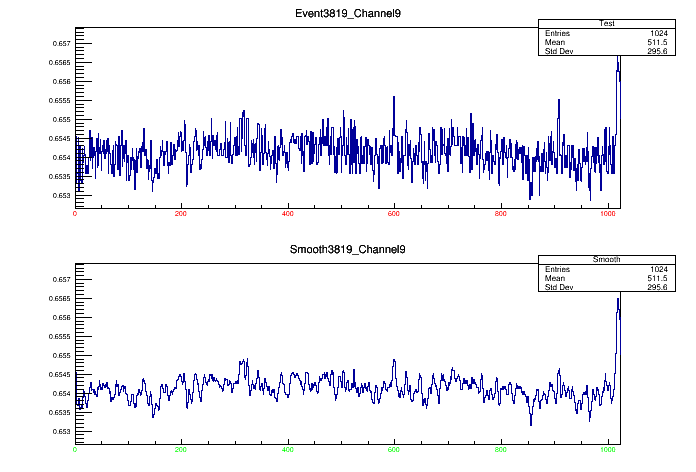 Event3819_Channel9
Test
Entries 1024
Mean 511.5
Std Dev 295.6
0.657
0.6565
0.656
0.6555
0.655
0.6545
0.654
0.6535
0.653
0 200 400 600 800 1000
Smooth3819_Channel9
Smooth
Entries 1024
Mean 511.5
Std Dev 295.6
0.657
0.6565
0.656
0.6555
0.655
0.6545
0.654
0.6535
0.653
0 200 400 600 800 1000